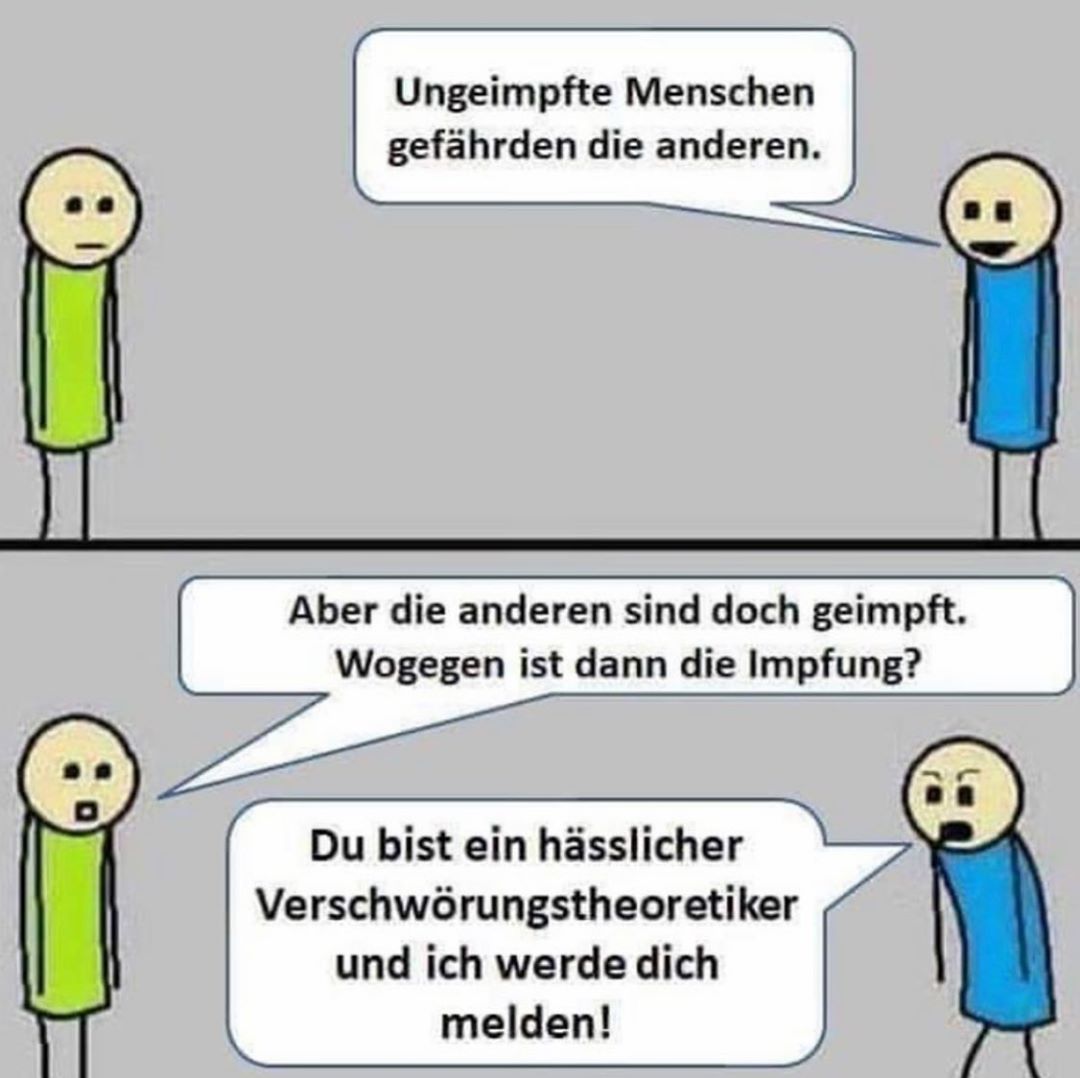 Ungeimpfte Menschen
gefährden die anderen.
Aber die anderen sind doch geimpft.
Wogegen ist dann die Impfung?
Du bist ein hässlicher
Verschwörungstheoretiker
und ich werde dich
melden!